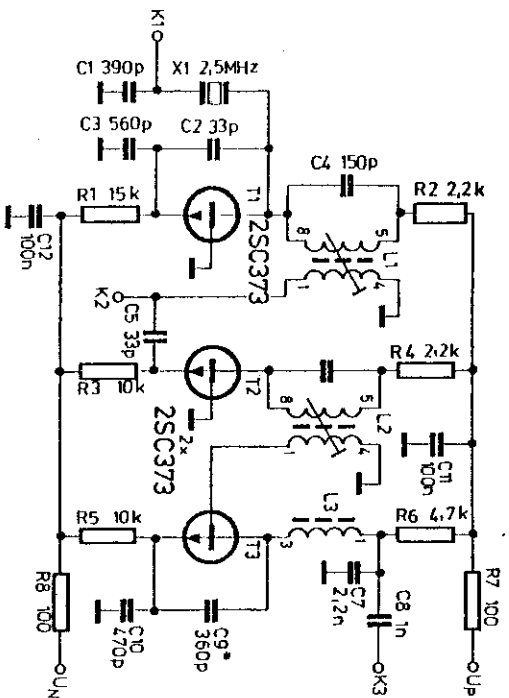 K1
C1 390p
X1 2,5MHz
C3 560p
C2 33p
C4 150p
R1 15k
T1
2SC373
8
5
L1
1
4
R2 2,2k
C12
100n
K2
C5
33p
R3 10k
T2
2x
2SC373
8
5
L2
1
4
R4 2,2k
C11
100n
R5 10k
T3
3
L3
1
R6 4,7k
R8
100
C10
470p
C9*
360p
C7
2,2n
C8 1n
R7
100
UN
K3
UP